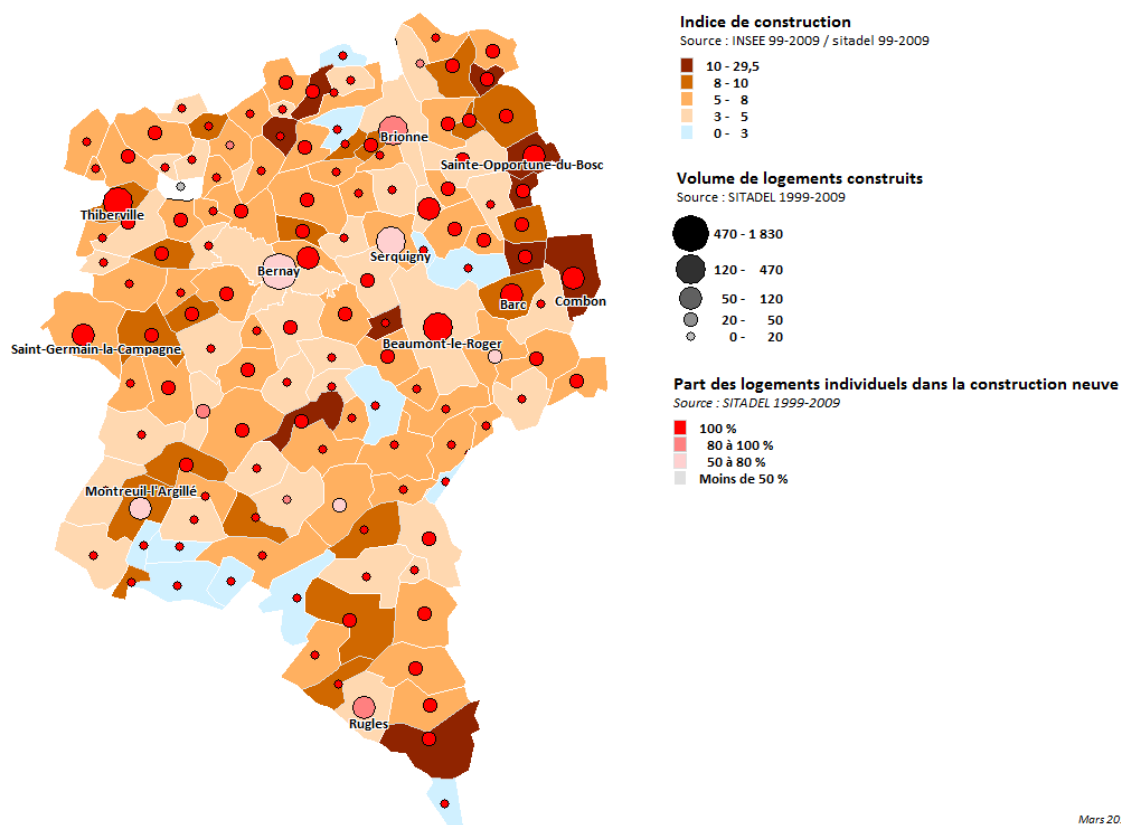 Indice de construction
Source : INSEE 99-2009 / sitadel 99-2009
10 - 29,5
8 - 10
5 - 8
3 - 5
0 - 3
Brionne
Sainte-Opportune-du-Bosc
Volume de logements construits
Source : SITADEL 1999-2009
Thiberville
470 - 1 830
Serquigny
120 - 470
Bernay
50 - 120
Barc
Combon
20 - 50
0 - 20
Beaumont-le-Roger
Saint-Germain-la-Campagne
Part des logements individuels dans la construction neuve
Source : SITADEL 1999-2009
100 %
80 à 100 %
50 à 80 %
Moins de 50 %
Montreuil-l'Argillé
Rugles
Mars